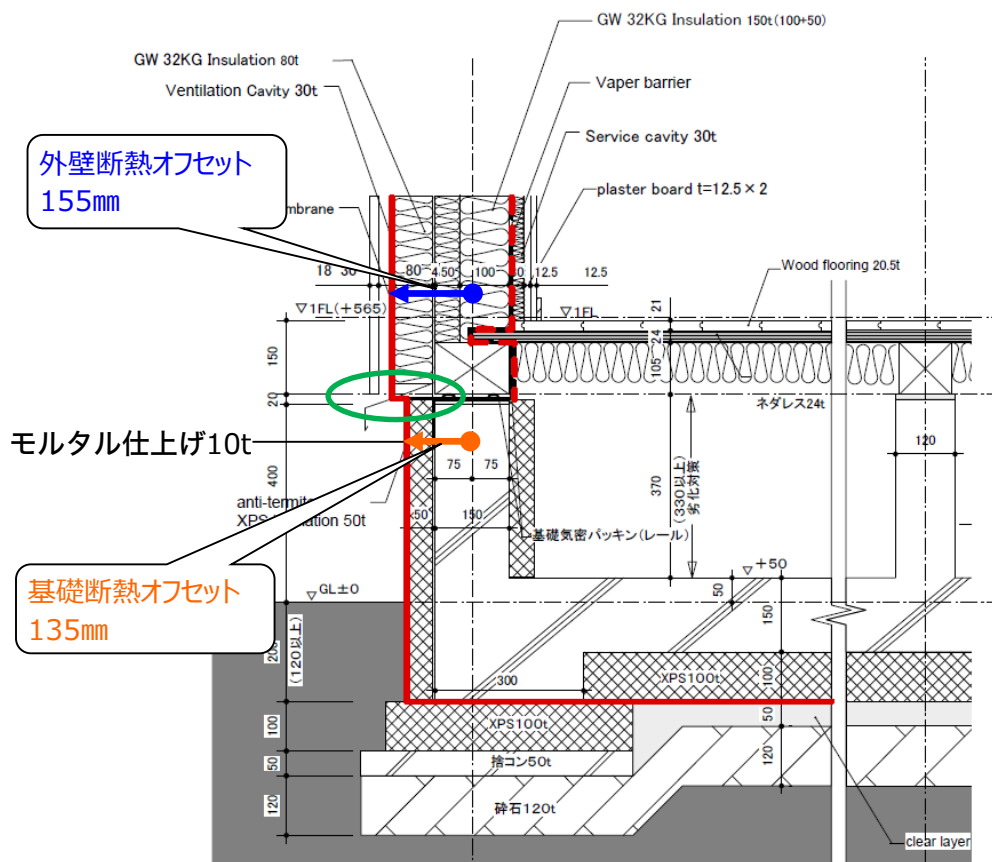 GW 32KG Insulation 150t(100+50)
GW 32KG Insulation 80t
Ventilation Cavity 30t
Vaper barrier
Service cavity 30t
外壁断熱オフセット
155㎜
plaster board t=12.5×2
mbrane
18
80
4.5
50
100
12.5
12.5
Wood flooring 20.5t
▽1FL(+565)
▽1FL
21
24
105
150
20
ネダレス24t
モルタル仕上げ10t
75
75
120
400
370
(330以上)
劣化対策
anti-termit
XPS
ation 50t
50
150
基礎気密パッキン(レール)
基礎断熱オフセット
135㎜
▽GL±0
▽+50
50
150
(120以上)
300
XPS100t
100
XPS100t
100
50
捨コン50t
50
120
120
砕石120t
clear layer